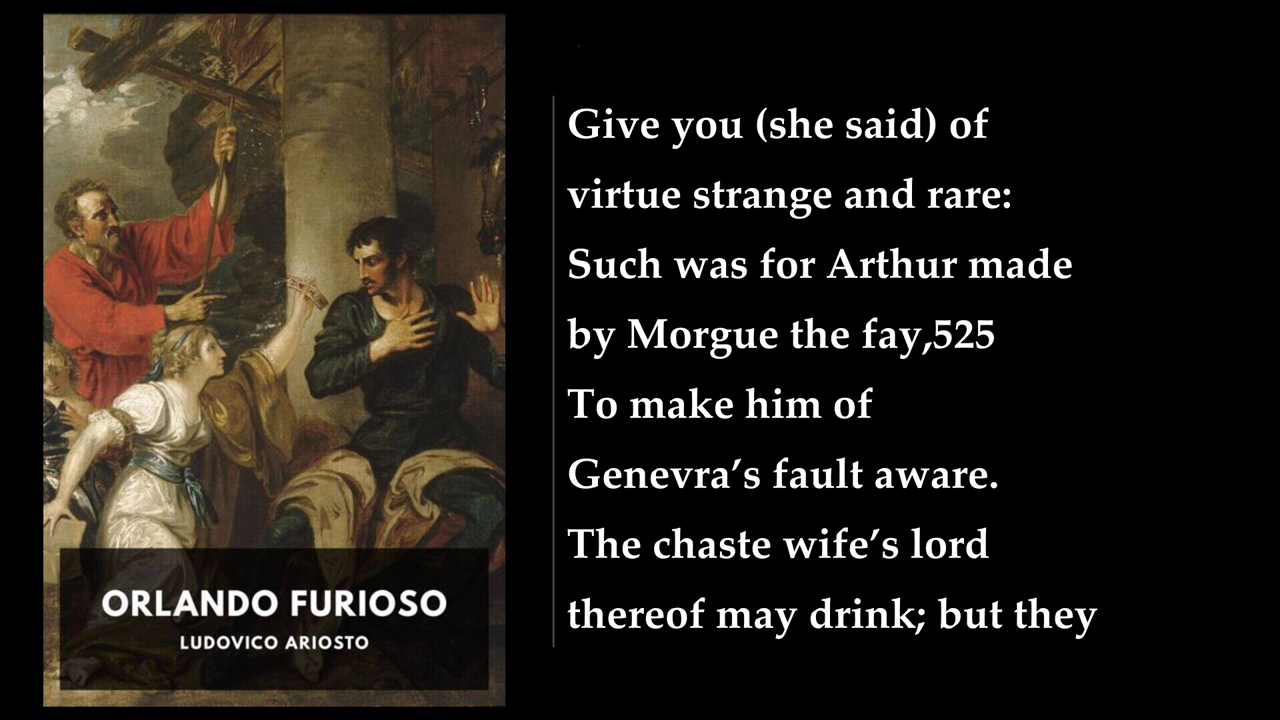 Give you (she said) of
virtue strange and rare:
Such was for Arthur made
by Morgue the fay,525
To make him of
Genevra’s fault aware.
The chaste wife’s lord
thereof may drink; but they
ORLANDO FURIOSO
LUDOVICO ARIOSTO